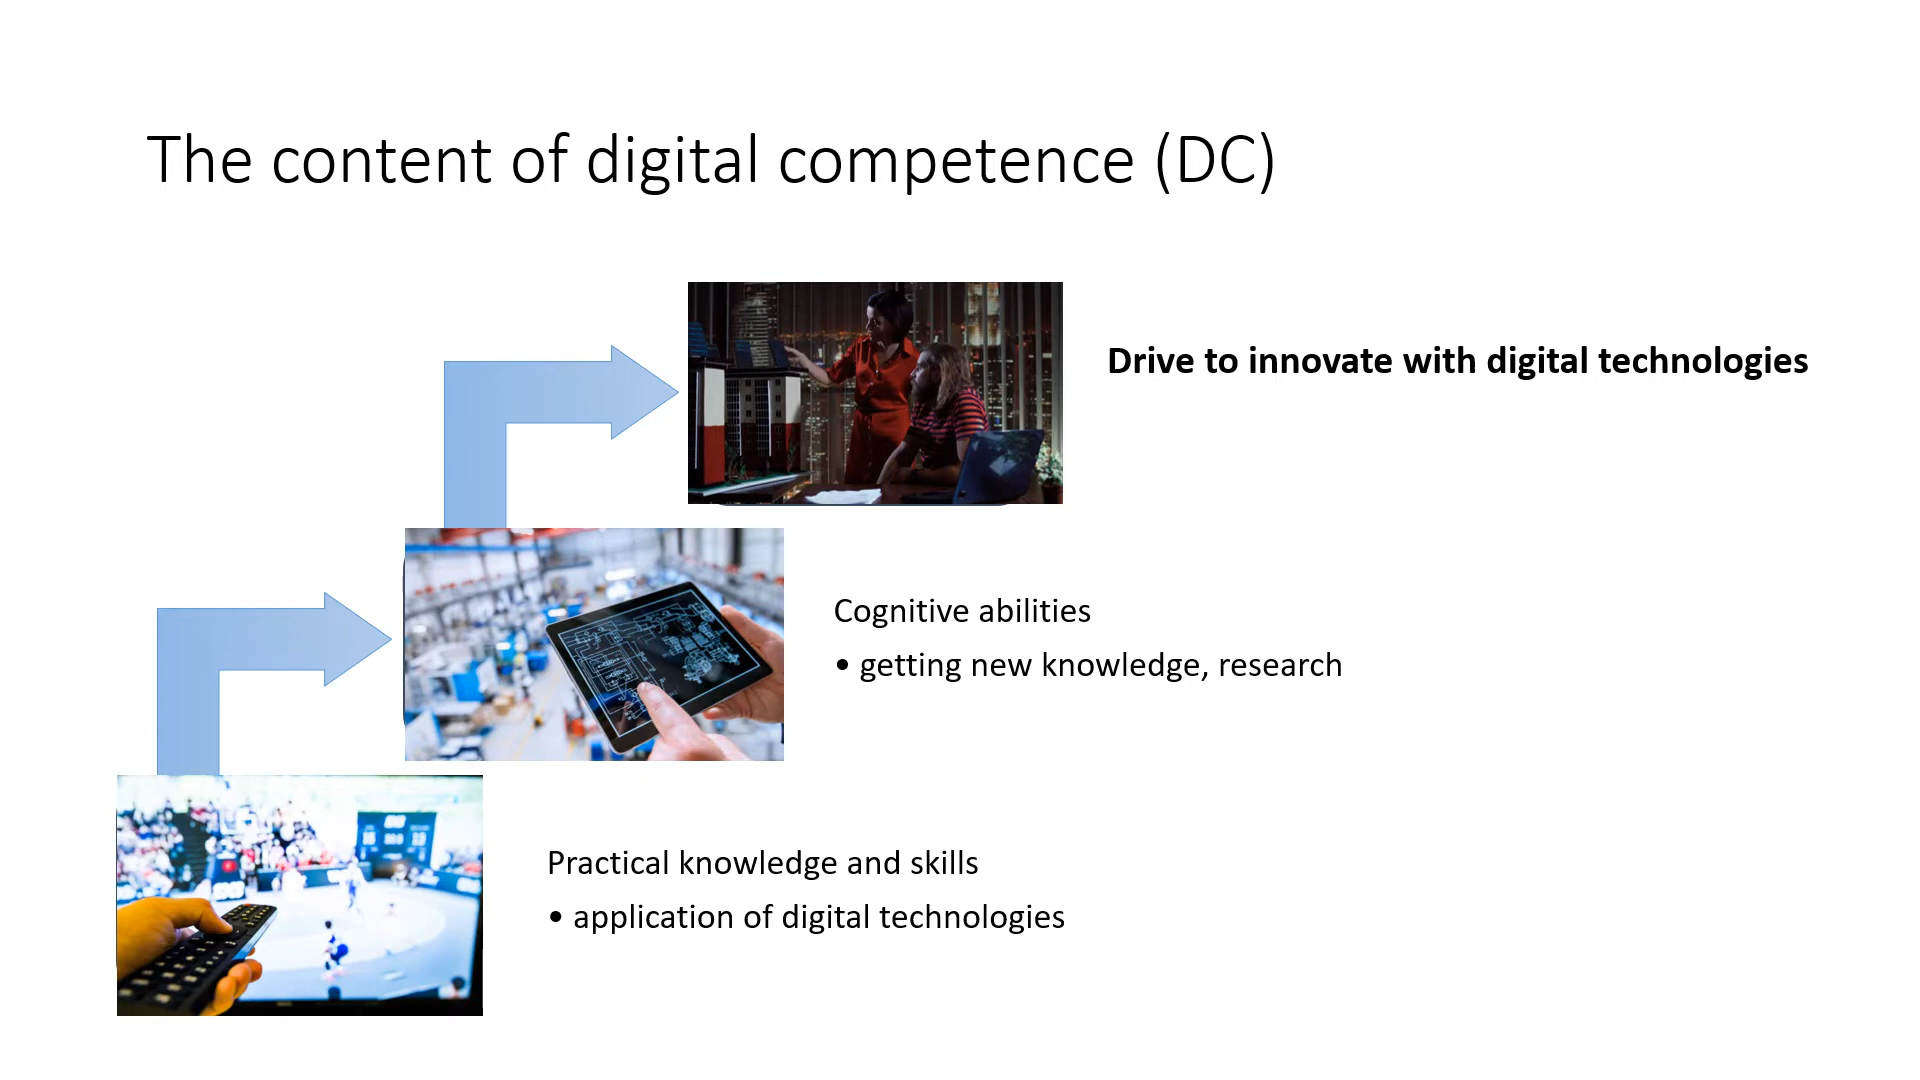 The content of digital competence (DC)
Drive to innovate with digital technologies
Cognitive abilities
• getting new knowledge, research
Practical knowledge and skills
• application of digital technologies